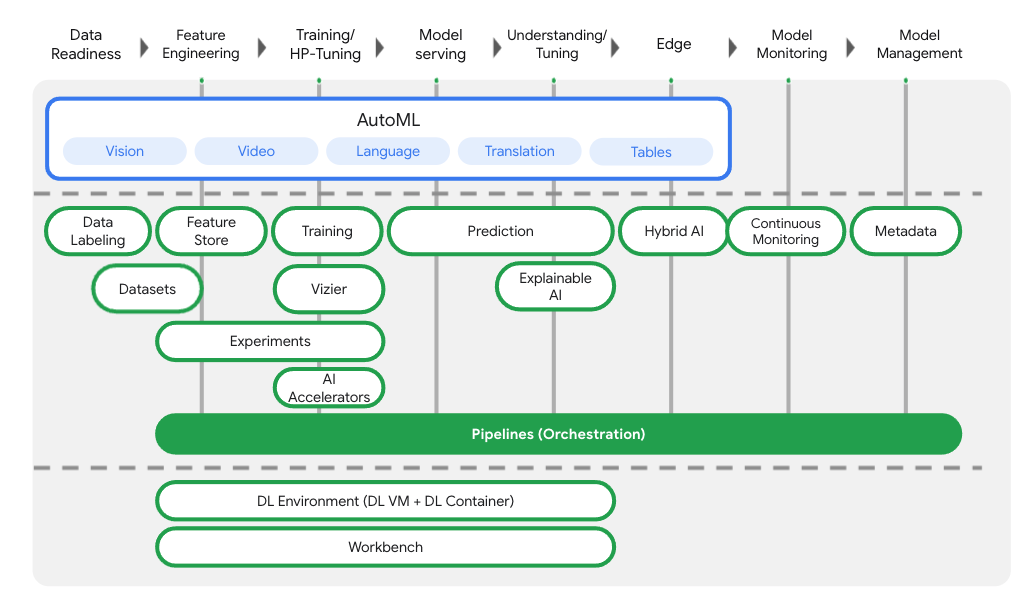 Data
Readiness
Feature
Engineering
Training/
HP-Tuning
Model
serving
Understanding/
Tuning
Edge
Model
Monitoring
Model
Management
AutoML
Vision
Video
Language
Translation
Tables
Data
Labeling
Feature
Store
Training
Prediction
Hybrid AI
Continuous
Monitoring
Metadata
Datasets
Vizier
Explainable
AI
Experiments
AI
Accelerators
Pipelines (Orchestration)
DL Environment (DL VM + DL Container)
Workbench